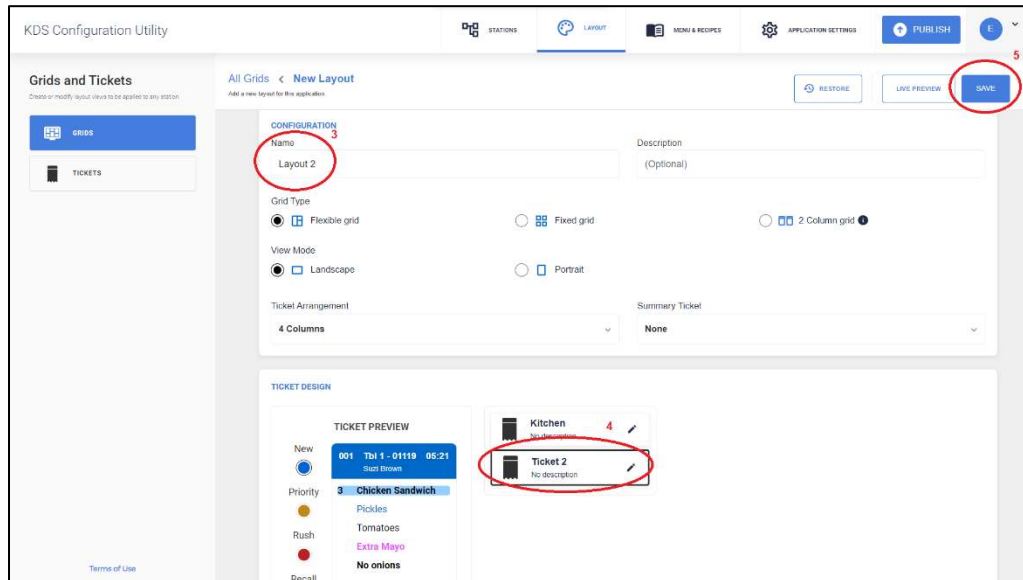 KDS Configuration Utility
STATIONS
LAYOUT
MENU & RECIPES
APPLICATION SETTINGS
PUBLISH
E
5
Grids and Tickets
Create or modify layout views to be applied to any station
GRIDS
TICKETS
All Grids < New Layout
Add a new layout for this application
RESTORE
LIVE PREVIEW
SAVE
CONFIGURATION
3
Name
Description
Layout 2
(Optional)
Grid Type
Flexible grid
Fixed grid
2 Column grid
View Mode
Landscape
Portrait
Ticket Arrangement
Summary Ticket
4 Columns
None
TICKET DESIGN
TICKET PREVIEW
New
Priority
Rush
Recall
001 Tbl 1 - 01119 05:21
Suzi Brown
3 Chicken Sandwich
Pickles
Tomatoes
Extra Mayo
No onions
Kitchen
No description
4
Ticket 2
No description
Terms of Use